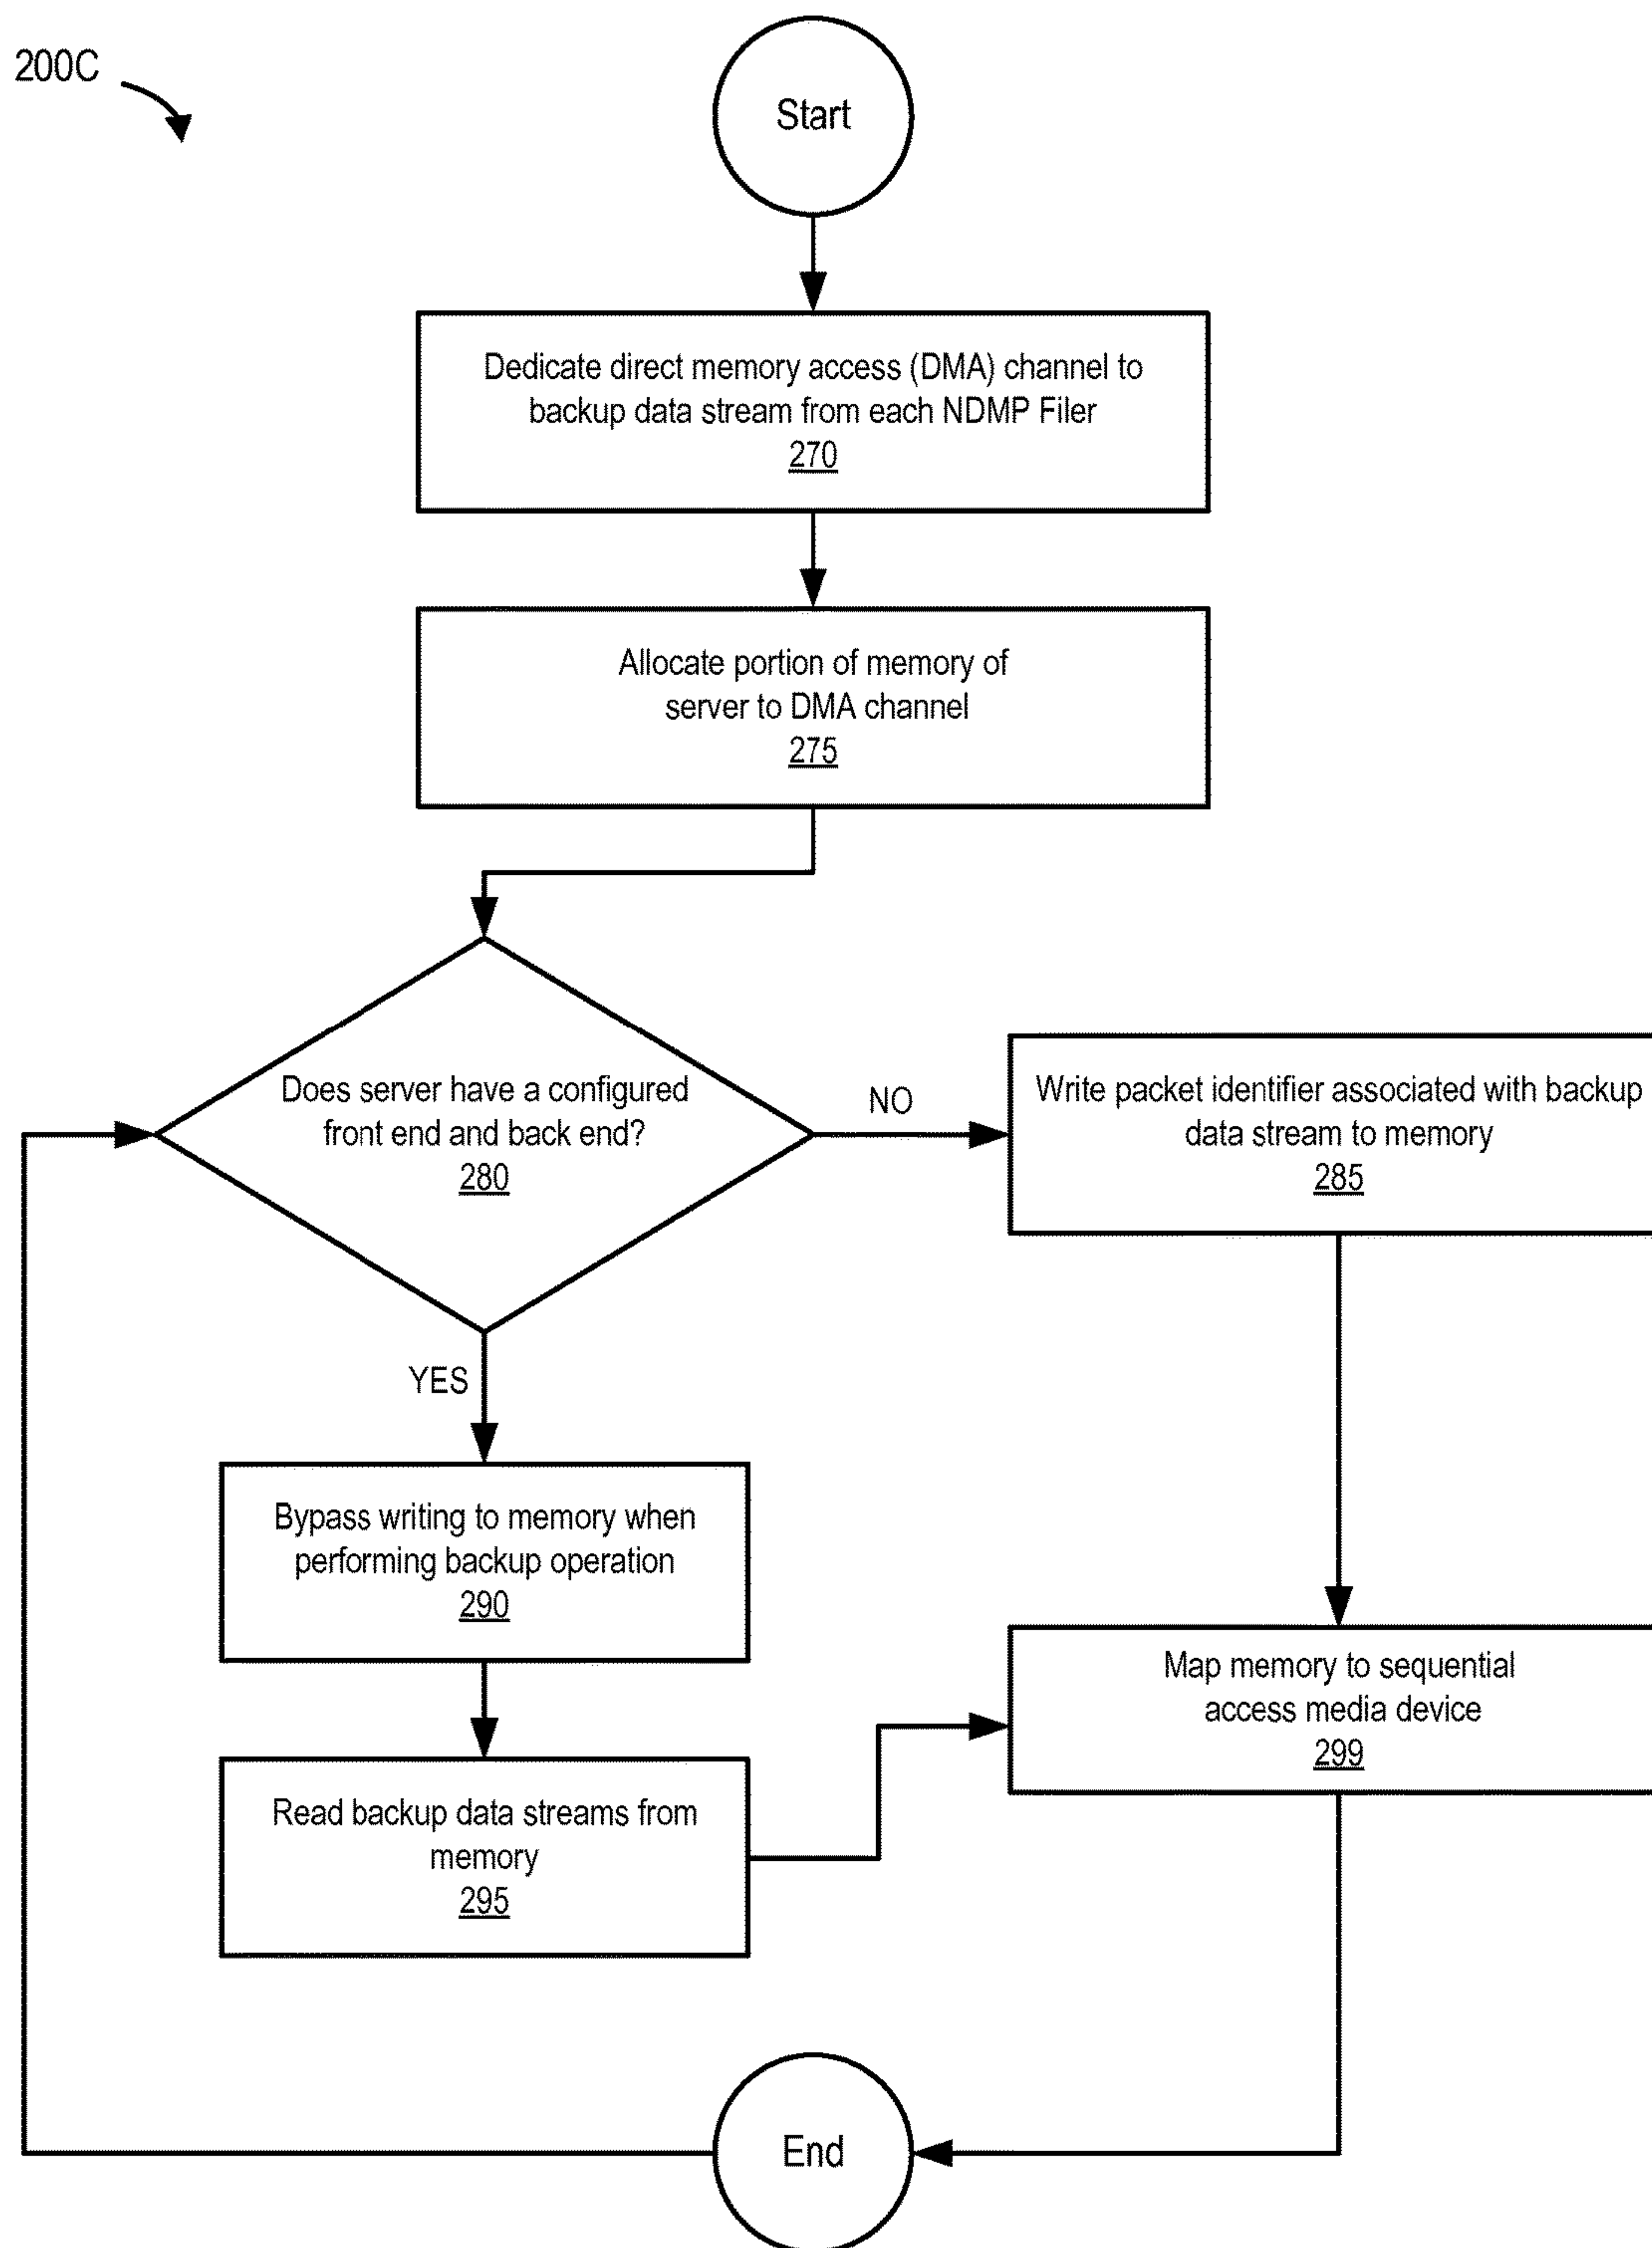 200C
Start
Dedicate direct memory access (DMA) channel to
backup data stream from each NDMP Filer
270
Allocate portion of memory of
server to DMA channel
275
Does server have a configured
front end and back end?
280
NO
Write packet identifier associated with backup
data stream to memory
285
YES
Bypass writing to memory when
performing backup operation
290
Map memory to sequential
access media device
299
Read backup data streams from
memory
295
End